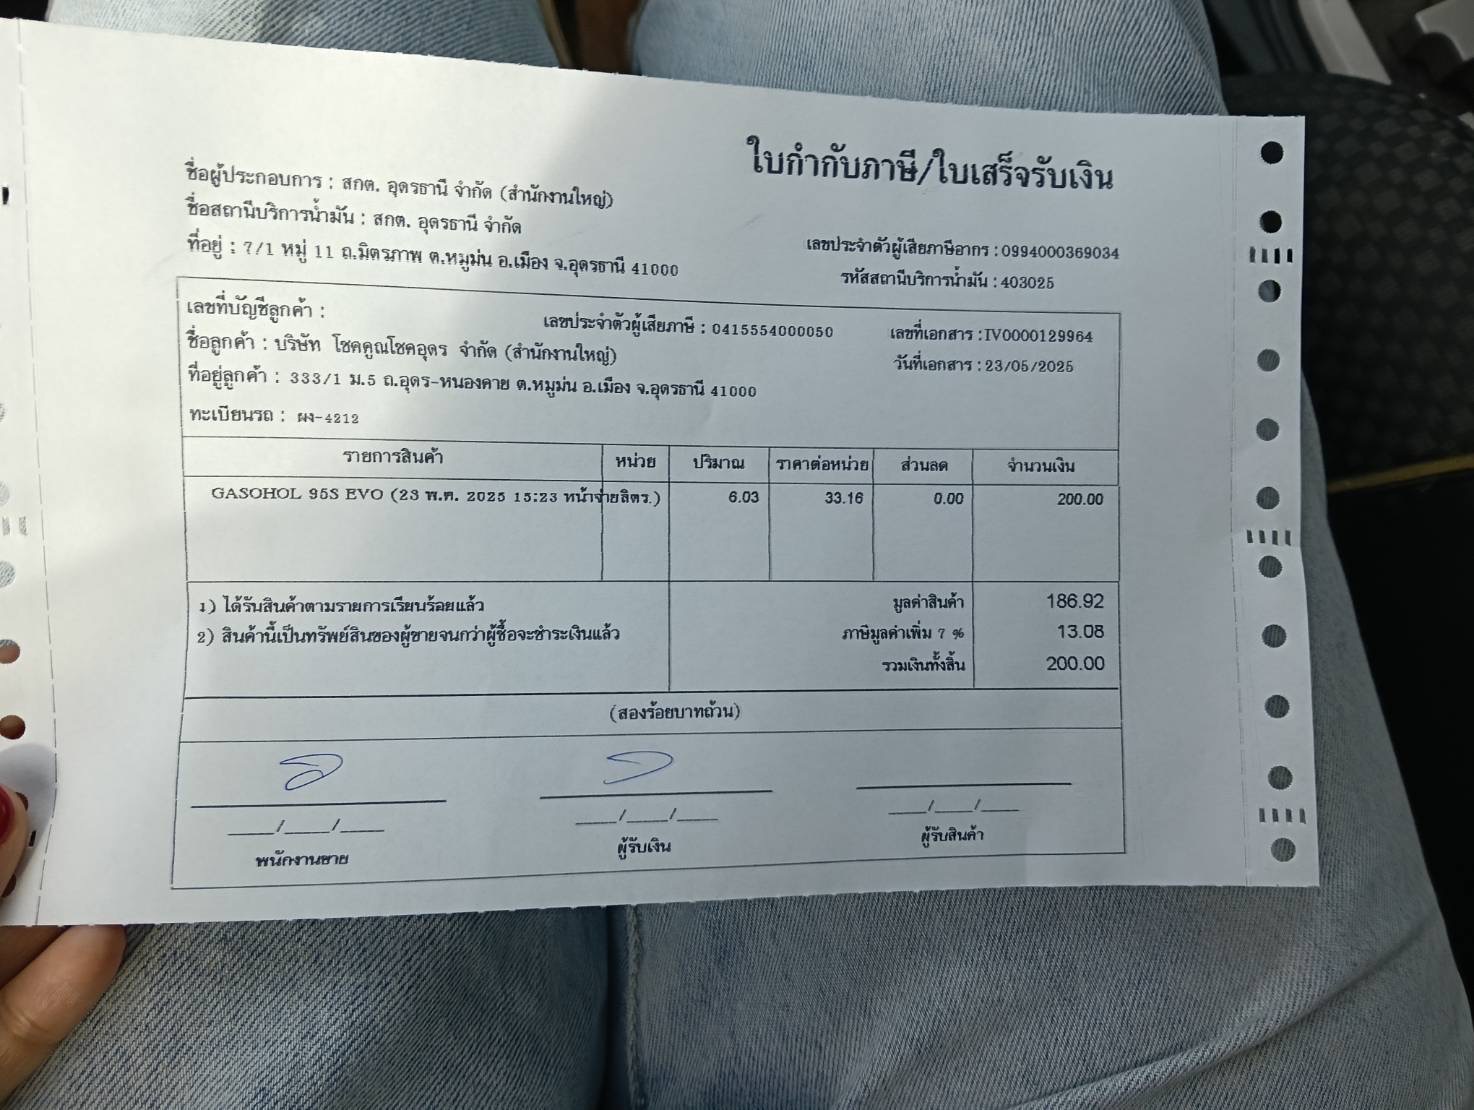 ใบกำกับภาษี/ใบเสร็จรับเงิน
ชื่อผู้ประกอบการ : สกต. อุดรธานี จำกัด (สำนักงานใหญ่)
ชื่อสถานีบริการน้ำมัน : สกต. อุดรธานี จำกัด
ที่อยู่ : 7/1 หมู่ 11 ถ.มิตรภาพ ต.หมูม่น อ.เมือง จ.อุดรธานี 41000
เลขประจำตัวผู้เสียภาษีอากร : 0994000369034
รหัสสถานีบริการน้ำมัน : 403025
เลขที่บัญชีลูกค้า : เลขประจำตัวผู้เสียภาษี : 0415554000050 เลขที่เอกสาร : IV0000129964
ชื่อลูกค้า : บริษัท โชคคูณโชคอุดร จำกัด (สำนักงานใหญ่) วันที่เอกสาร : 23/05/2025
ที่อยู่ลูกค้า : 333/1 ม.5 ถ.อุดร-หนองคาย ต.หมูม่น อ.เมือง จ.อุดรธานี 41000
ทะเบียนรถ : ผง-4212
รายการสินค้า หน่วย ปริมาณ ราคาต่อหน่วย ส่วนลด จำนวนเงิน
GASOHOL 95S EVO (23 พ.ค. 2025 15:23 หน้าจ่ายลิตร.) 6.03 33.16 0.00 200.00
1) ได้รับสินค้าตามรายการเรียบร้อยแล้ว มูลค่าสินค้า 186.92
2) สินค้านี้เป็นทรัพย์สินของผู้ขายจนกว่าผู้ซื้อจะชำระเงินแล้ว ภาษีมูลค่าเพิ่ม 7 % 13.08
รวมเงินทั้งสิ้น 200.00
(สองร้อยบาทถ้วน)
____/____/____ ____/____/____ ____/____/____
พนักงานขาย ผู้รับเงิน ผู้รับสินค้า